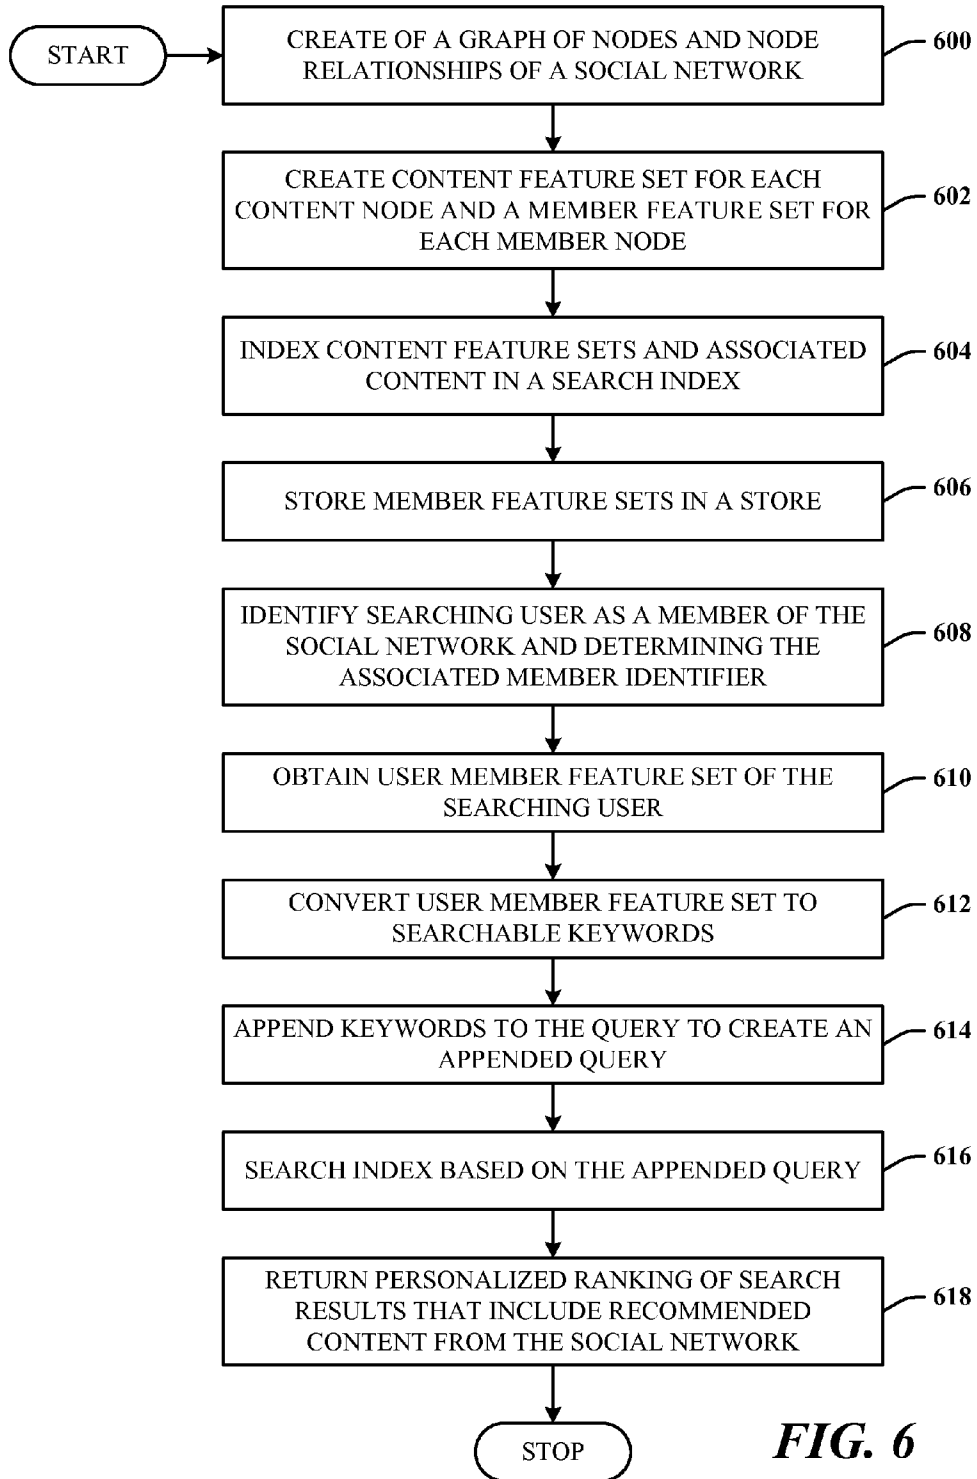 START
CREATE OF A GRAPH OF NODES AND NODE
RELATIONSHIPS OF A SOCIAL NETWORK
600
CREATE CONTENT FEATURE SET FOR EACH
CONTENT NODE AND A MEMBER FEATURE SET FOR
EACH MEMBER NODE
602
INDEX CONTENT FEATURE SETS AND ASSOCIATED
CONTENT IN A SEARCH INDEX
604
STORE MEMBER FEATURE SETS IN A STORE
606
IDENTIFY SEARCHING USER AS A MEMBER OF THE
SOCIAL NETWORK AND DETERMINING THE
ASSOCIATED MEMBER IDENTIFIER
608
OBTAIN USER MEMBER FEATURE SET OF THE
SEARCHING USER
610
CONVERT USER MEMBER FEATURE SET TO
SEARCHABLE KEYWORDS
612
APPEND KEYWORDS TO THE QUERY TO CREATE AN
APPENDED QUERY
614
SEARCH INDEX BASED ON THE APPENDED QUERY
616
RETURN PERSONALIZED RANKING OF SEARCH
RESULTS THAT INCLUDE RECOMMENDED
CONTENT FROM THE SOCIAL NETWORK
618
STOP
FIG. 6